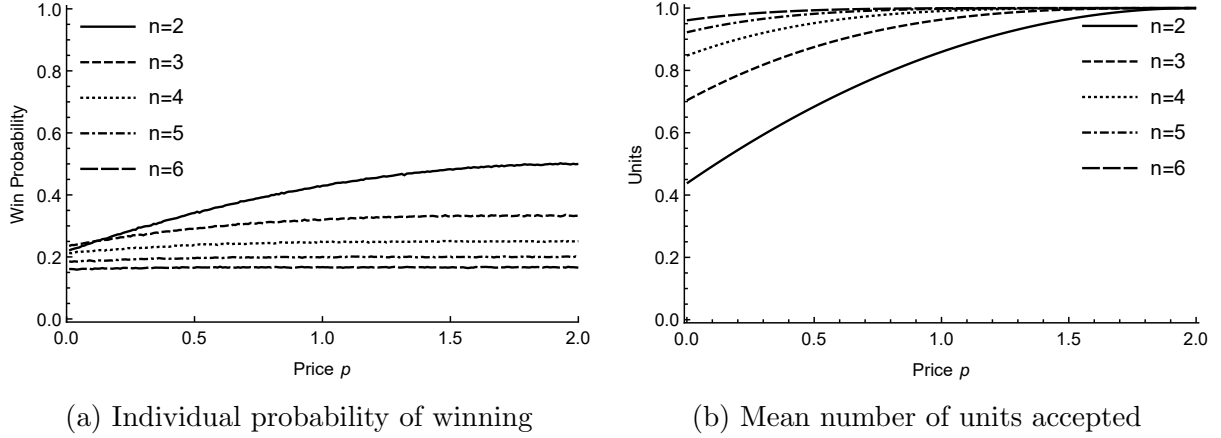 1.0
0.8
0.6
0.4
0.2
0.0
Win Probability
n=2
n=3
n=4
n=5
n=6
0.0 0.5 1.0 1.5 2.0
Price p
(a) Individual probability of winning
1.0
0.8
0.6
0.4
0.2
0.0
Units
n=2
n=3
n=4
n=5
n=6
0.0 0.5 1.0 1.5 2.0
Price p
(b) Mean number of units accepted